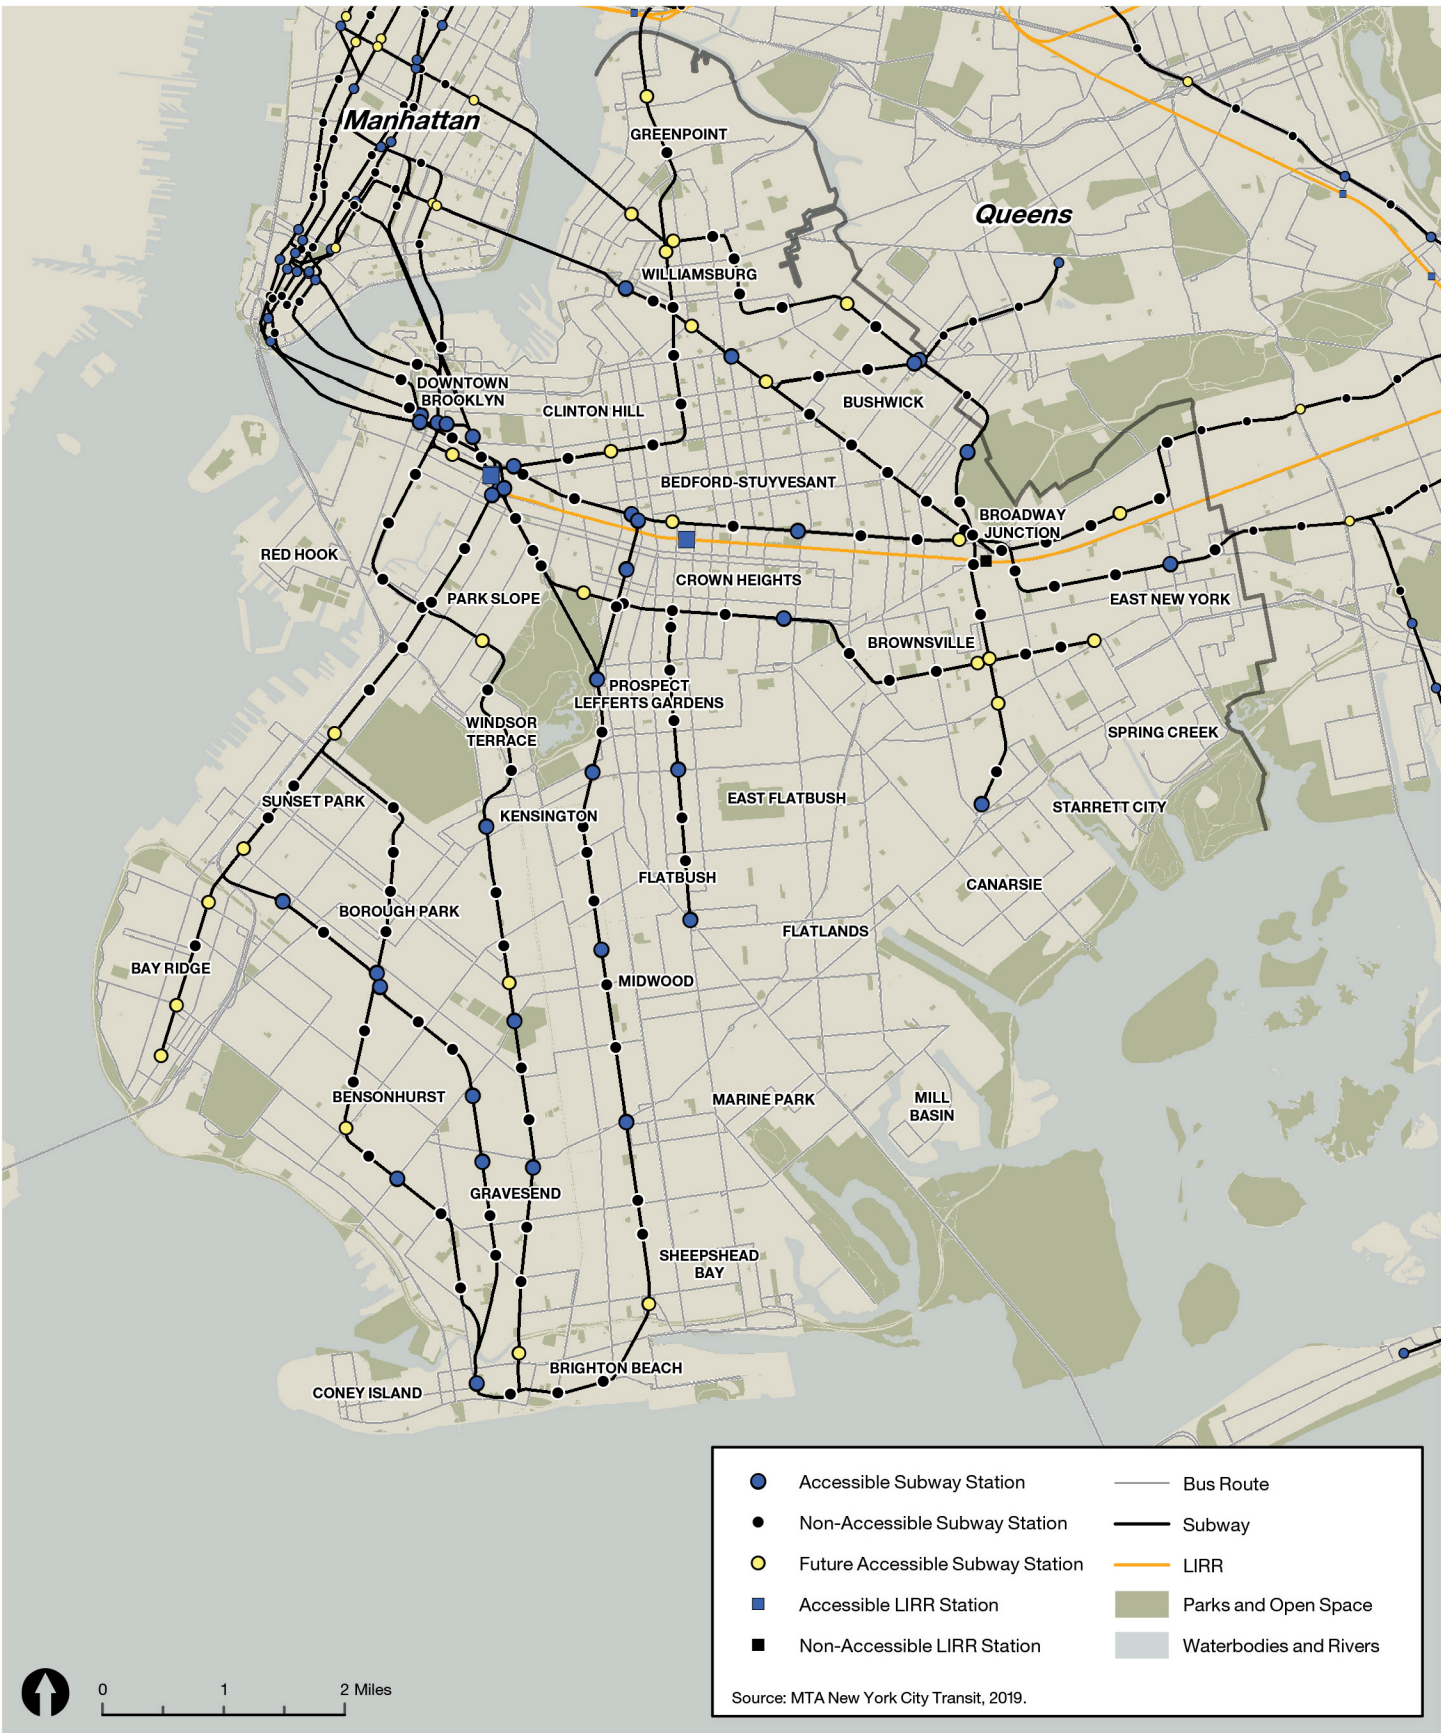 Manhattan
GREENPOINT
Queens
WILLIAMSBURG
DOWNTOWN
BROOKLYN
CLINTON HILL
BUSHWICK
BEDFORD-STUYVESANT
BROADWAY
JUNCTION
RED HOOK
CROWN HEIGHTS
PARK SLOPE
EAST NEW YORK
BROWNSVILLE
PROSPECT
LEFFERTS GARDENS
WINDSOR
TERRACE
SPRING CREEK
SUNSET PARK
EAST FLATBUSH
STARRETT CITY
KENSINGTON
FLATBUSH
CANARSIE
BOROUGH PARK
FLATLANDS
BAY RIDGE
MIDWOOD
BENSONHURST
MARINE PARK
MILL
BASIN
GRAVESEND
SHEEPSHEAD
BAY
BRIGHTON BEACH
CONEY ISLAND
Accessible Subway Station
Non-Accessible Subway Station
Future Accessible Subway Station
Accessible LIRR Station
Non-Accessible LIRR Station
Bus Route
Subway
LIRR
Parks and Open Space
Waterbodies and Rivers
Source: MTA New York City Transit, 2019.
0 1 2 Miles